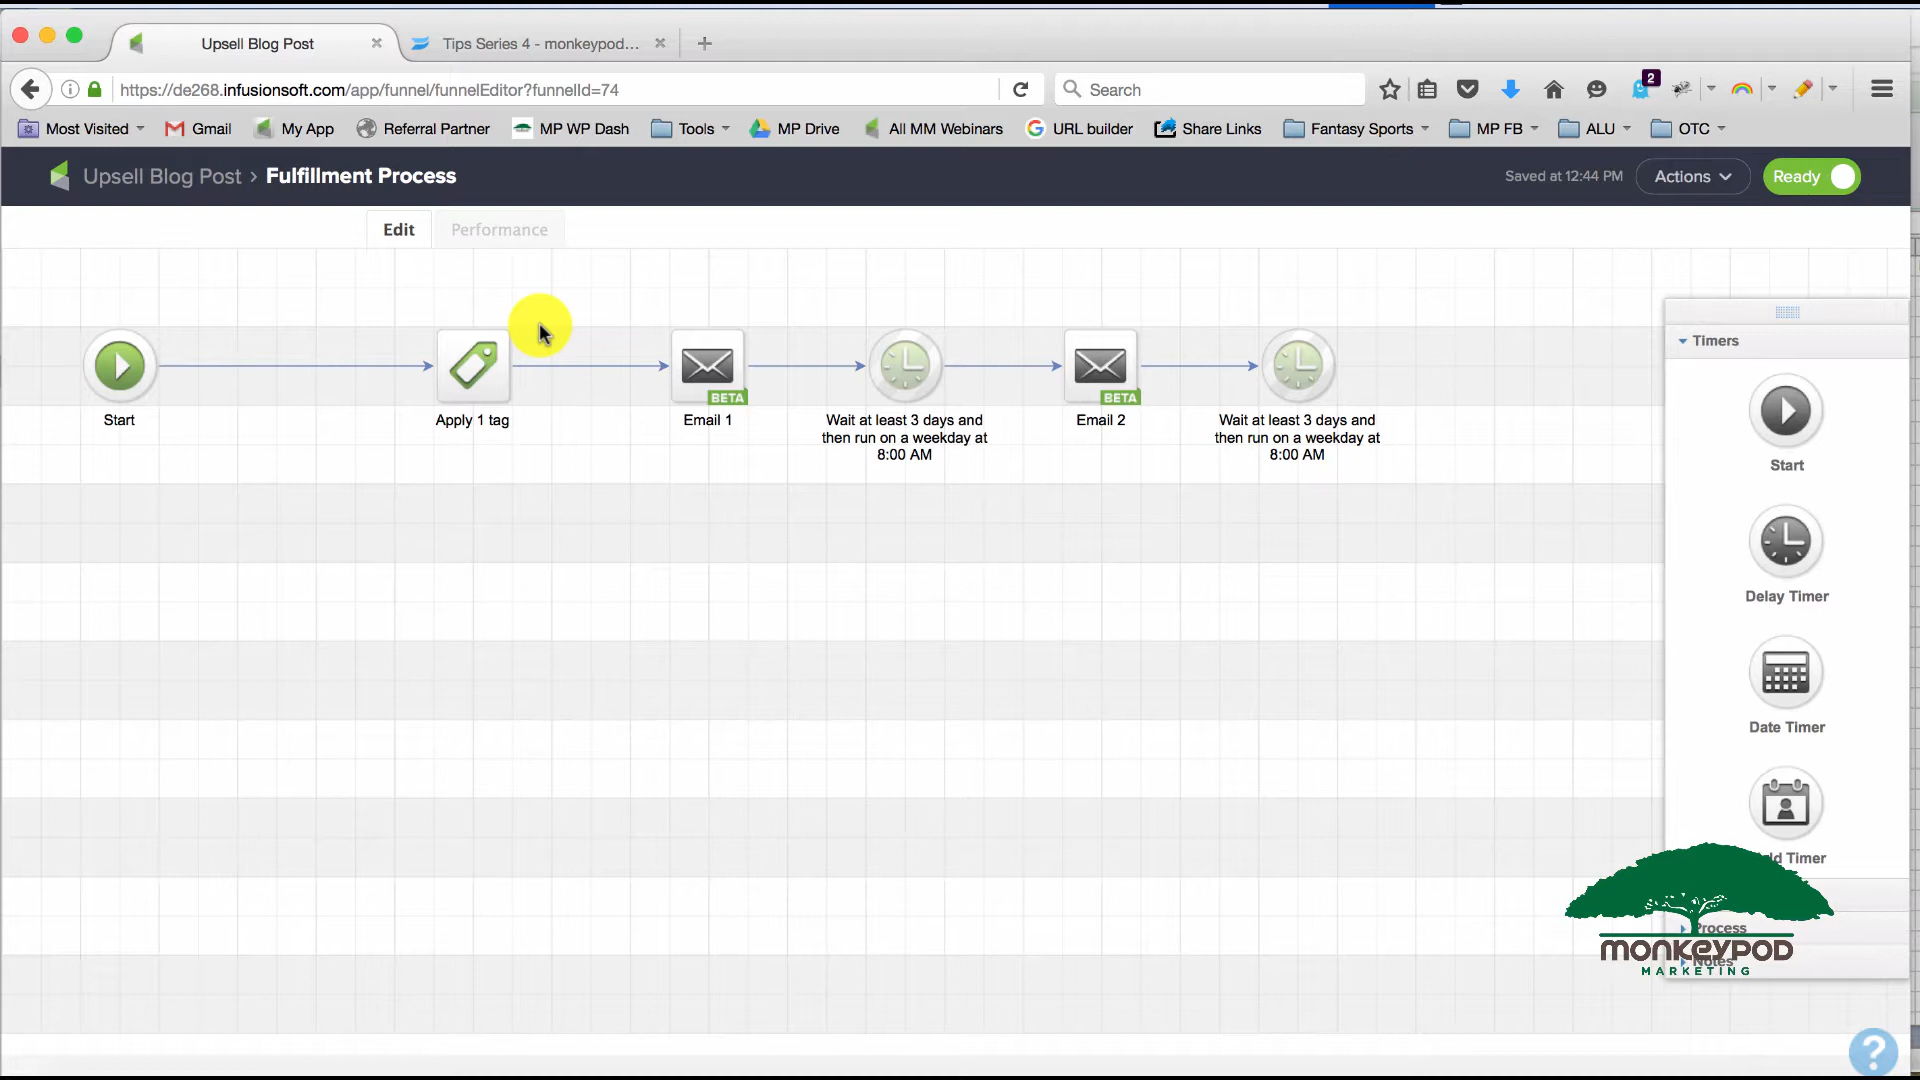 Upsell Blog Post
Tips Series 4 - monkeypod...
https://de268.infusionsoft.com/app/funnel/funnelEditor?funnelId=74
Search
2
Most Visited
Gmail
My App
Referral Partner
MP WP Dash
Tools
MP Drive
All MM Webinars
URL builder
Share Links
Fantasy Sports
MP FB
ALU
OTC
Upsell Blog Post › Fulfillment Process
Saved at 12:44 PM
Actions
Ready
Edit
Performance
Timers
BETA
BETA
Start
Apply 1 tag
Email 1
Wait at least 3 days and
then run on a weekday at
8:00 AM
Email 2
Wait at least 3 days and
then run on a weekday at
8:00 AM
Start
Delay Timer
Date Timer
Timer
Process
monkeypod
Notes
MARKETING
?